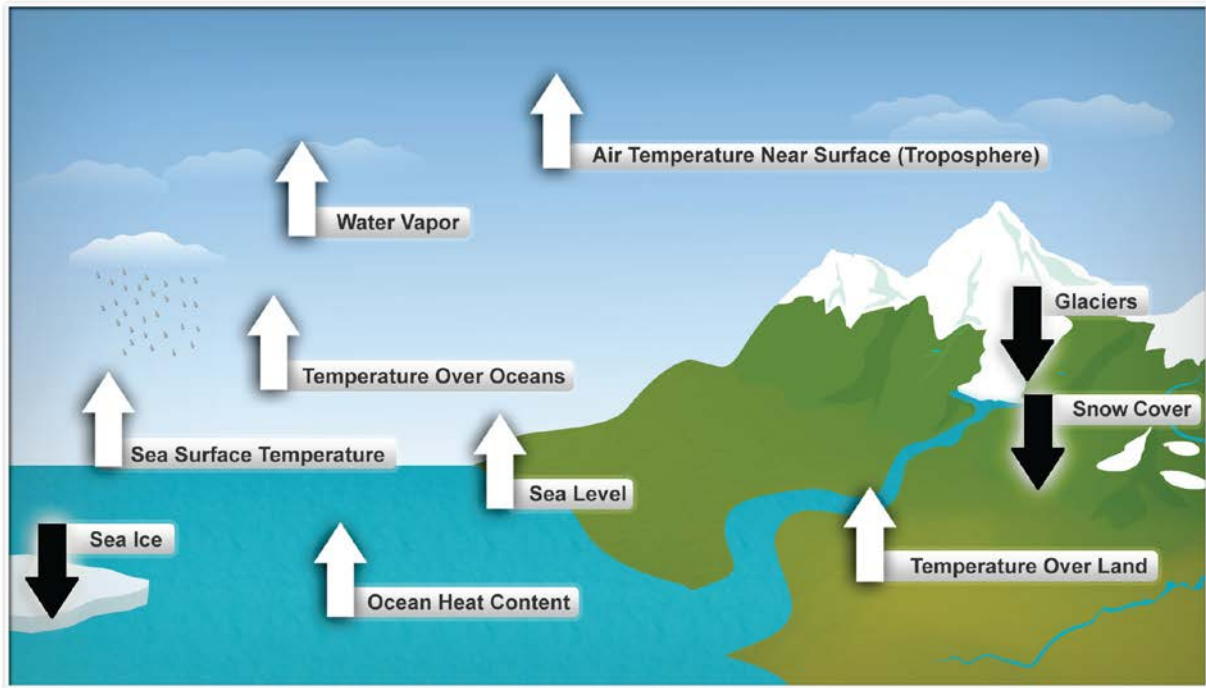 Air Temperature Near Surface (Troposphere)
Water Vapor
Glaciers
Temperature Over Oceans
Snow Cover
Sea Surface Temperature
Sea Level
Sea Ice
Temperature Over Land
Ocean Heat Content